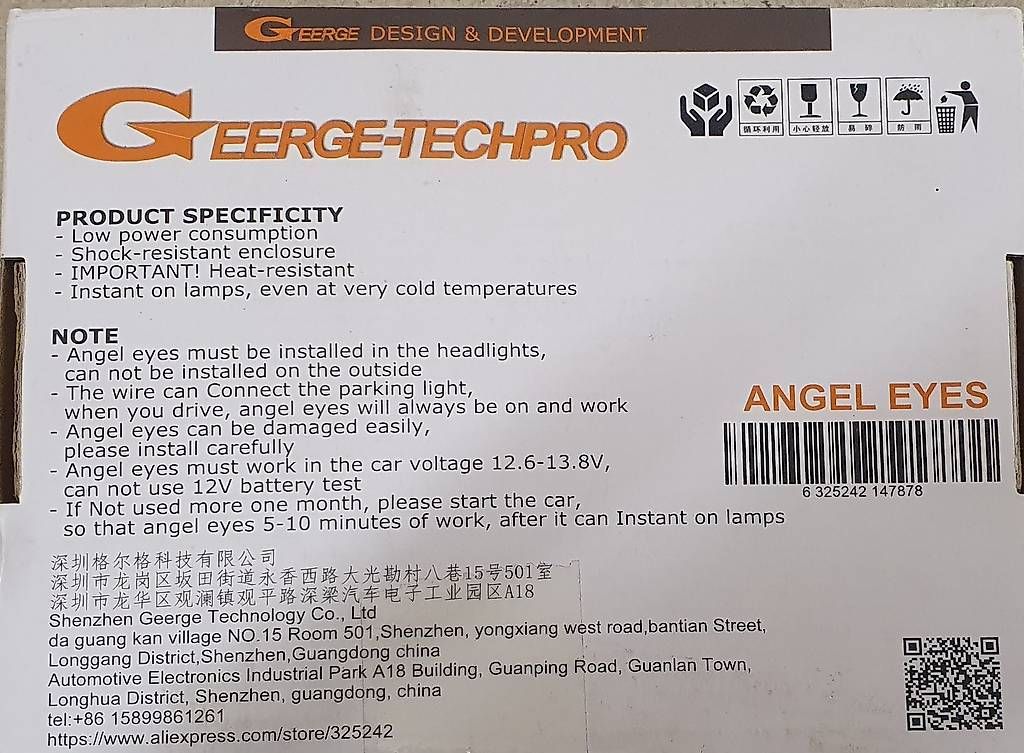 GEERGE DESIGN & DEVELOPMENT
GEERGE-TECHPRO
循环利用 小心轻放 易碎 防雨
PRODUCT SPECIFICITY
- Low power consumption
- Shock-resistant enclosure
- IMPORTANT! Heat-resistant
- Instant on lamps, even at very cold temperatures
NOTE
- Angel eyes must be installed in the headlights,
can not be installed on the outside
- The wire can Connect the parking light,
when you drive, angel eyes will always be on and work
- Angel eyes can be damaged easily,
please install carefully
- Angel eyes must work in the car voltage 12.6-13.8V,
can not use 12V battery test
- If Not used more one month, please start the car,
so that angel eyes 5-10 minutes of work, after it can Instant on lamps
ANGEL EYES
6 325242 147878
深圳格尔格科技有限公司
深圳市龙岗区坂田街道永香西路大光勘村八巷15号501室
深圳市龙华区观澜镇观平路深梁汽车电子工业园区A18
Shenzhen Geerge Technology Co., Ltd
da guang kan village NO.15 Room 501,Shenzhen, yongxiang west road,bantian Street,
Longgang District,Shenzhen,Guangdong china
Automotive Electronics Industrial Park A18 Building, Guanping Road, Guanlan Town,
Longhua District, Shenzhen, guangdong, china
tel:+86 15899861261
https://www.aliexpress.com/store/325242